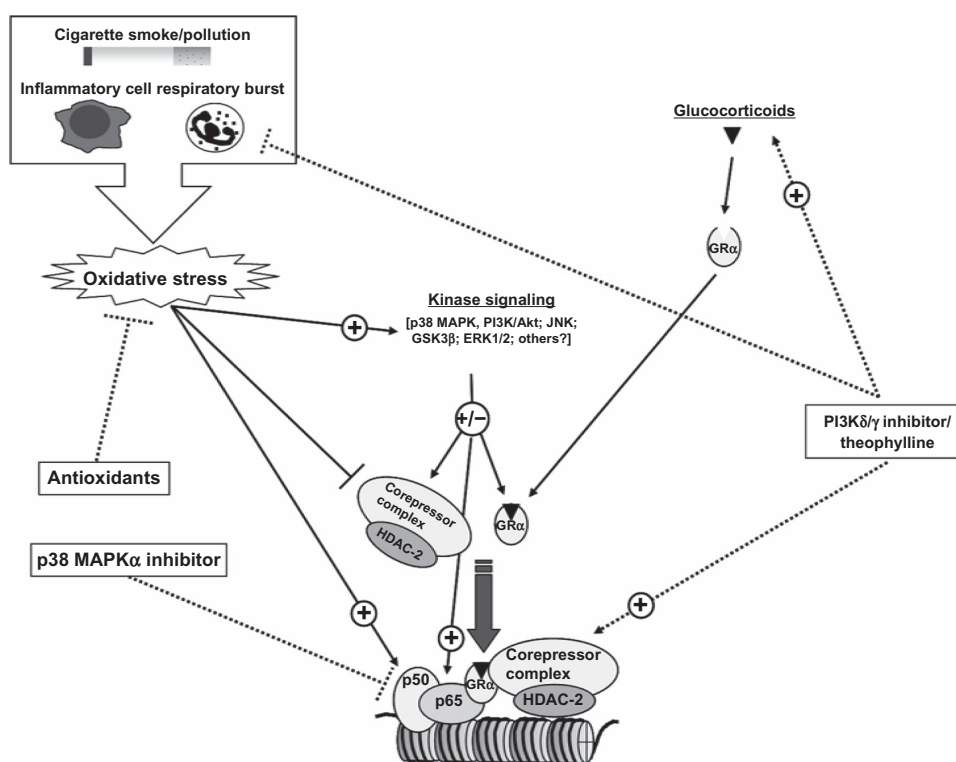 Cigarette smoke/pollution
Inflammatory cell respiratory burst
Glucocorticoids
+
GRα
Oxidative stress
Kinase signaling
[p38 MAPK, PI3K/Akt; JNK;
GSK3β; ERK1/2; others?]
+
+/−
PI3Kδ/γ inhibitor/
theophylline
Antioxidants
Corepressor
complex
HDAC-2
GRα
p38 MAPKα inhibitor
+
+
+
p50
p65
GRα
Corepressor
complex
HDAC-2